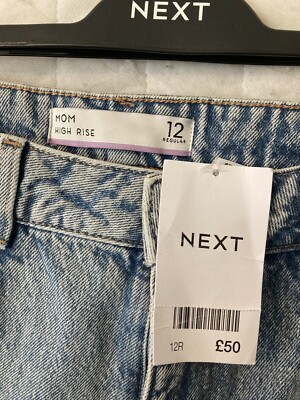 NEXT
MOM
HIGH RISE
12
REGULAR
NEXT
12R £50